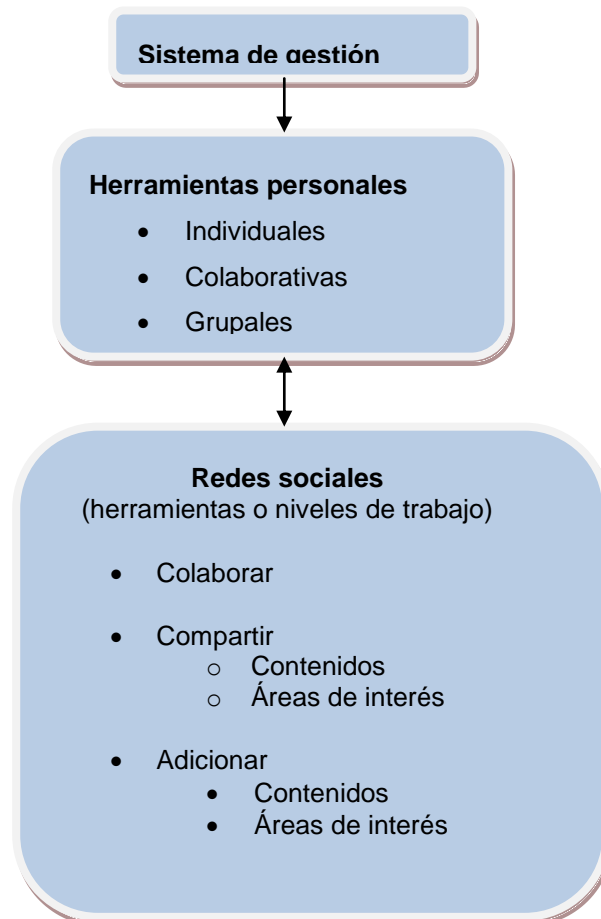 Sistema de gestión
Herramientas personales
• Individuales
• Colaborativas
• Grupales
Redes sociales
(herramientas o niveles de trabajo)
• Colaborar
• Compartir
o Contenidos
o Áreas de interés
• Adicionar
• Contenidos
• Áreas de interés